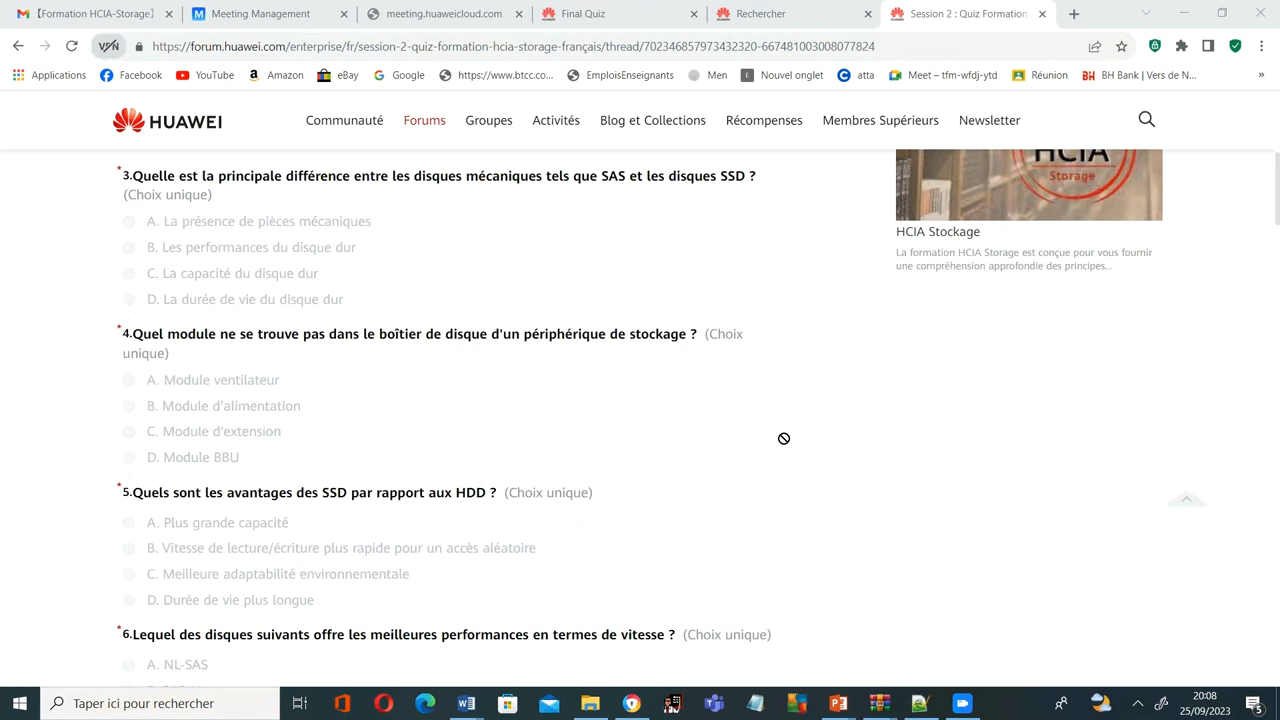 [Formation HCIA-Storage]
Meeting Management
meeting.huaweicloud.com
Final Quiz
Rechercher
Session 2 : Quiz Formation
VPN
https://forum.huawei.com/enterprise/fr/session-2-quiz-formation-hcia-storage-français/thread/702346857973432320-667481003008077824
Applications
Facebook
YouTube
Amazon
eBay
Google
https://www.btcc.co...
EmploisEnseignants
Men
Nouvel onglet
atta
Meet – tfm-wfdj-ytd
Réunion
BH Bank | Vers de N...
»
HUAWEI
Communauté
Forums
Groupes
Activités
Blog et Collections
Récompenses
Membres Supérieurs
Newsletter
HCIA
Storage
HCIA Stockage
La formation HCIA Storage est conçue pour vous fournir
une compréhension approfondie des principes...
*3.Quelle est la principale différence entre les disques mécaniques tels que SAS et les disques SSD ?
(Choix unique)
A. La présence de pièces mécaniques
B. Les performances du disque dur
C. La capacité du disque dur
D. La durée de vie du disque dur
*4.Quel module ne se trouve pas dans le boîtier de disque d'un périphérique de stockage ? (Choix
unique)
A. Module ventilateur
B. Module d'alimentation
C. Module d'extension
D. Module BBU
*5.Quels sont les avantages des SSD par rapport aux HDD ? (Choix unique)
A. Plus grande capacité
B. Vitesse de lecture/écriture plus rapide pour un accès aléatoire
C. Meilleure adaptabilité environnementale
D. Durée de vie plus longue
*6.Lequel des disques suivants offre les meilleures performances en termes de vitesse ? (Choix unique)
A. NL-SAS
Taper ici pour rechercher
20:08
25/09/2023
5